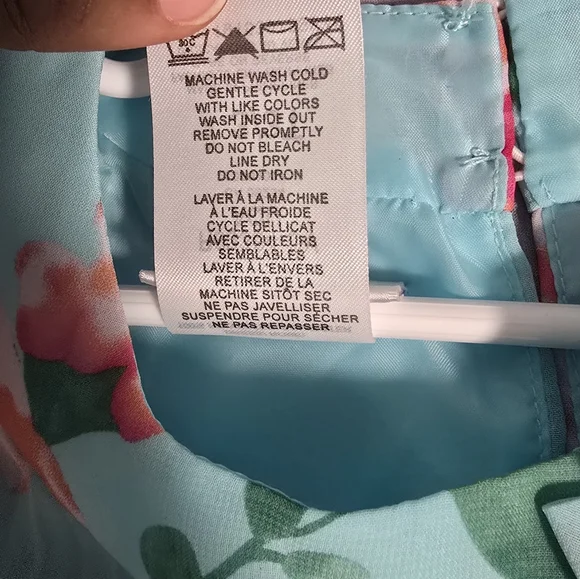 30 C
MACHINE WASH COLD
GENTLE CYCLE
WITH LIKE COLORS
WASH INSIDE OUT
REMOVE PROMPTLY
DO NOT BLEACH
LINE DRY
DO NOT IRON
LAVER À LA MACHINE
À L'EAU FROIDE
CYCLE DELLICAT
AVEC COULEURS
SEMBLABLES
LAVER À L'ENVERS
RETIRER DE LA
MACHINE SITÔT SEC
NE PAS JAVELLISER
SUSPENDRE POUR SÉCHER
NE PAS REPASSER